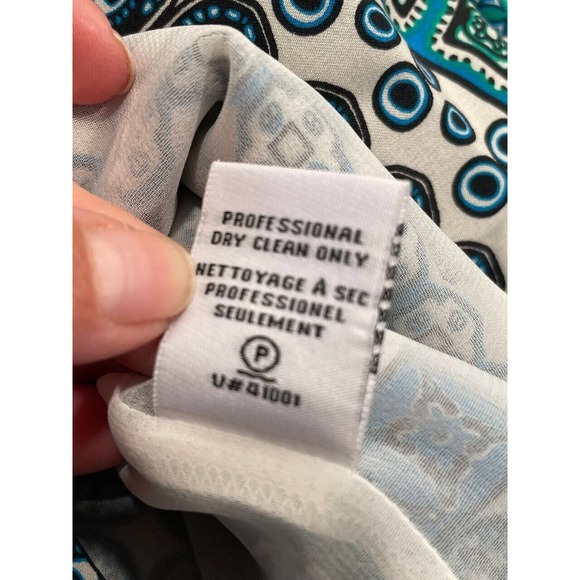 PROFESSIONAL
DRY CLEAN ONLY
NETTOYAGE À SEC
PROFESSIONEL
SEULEMENT
P
V#41001